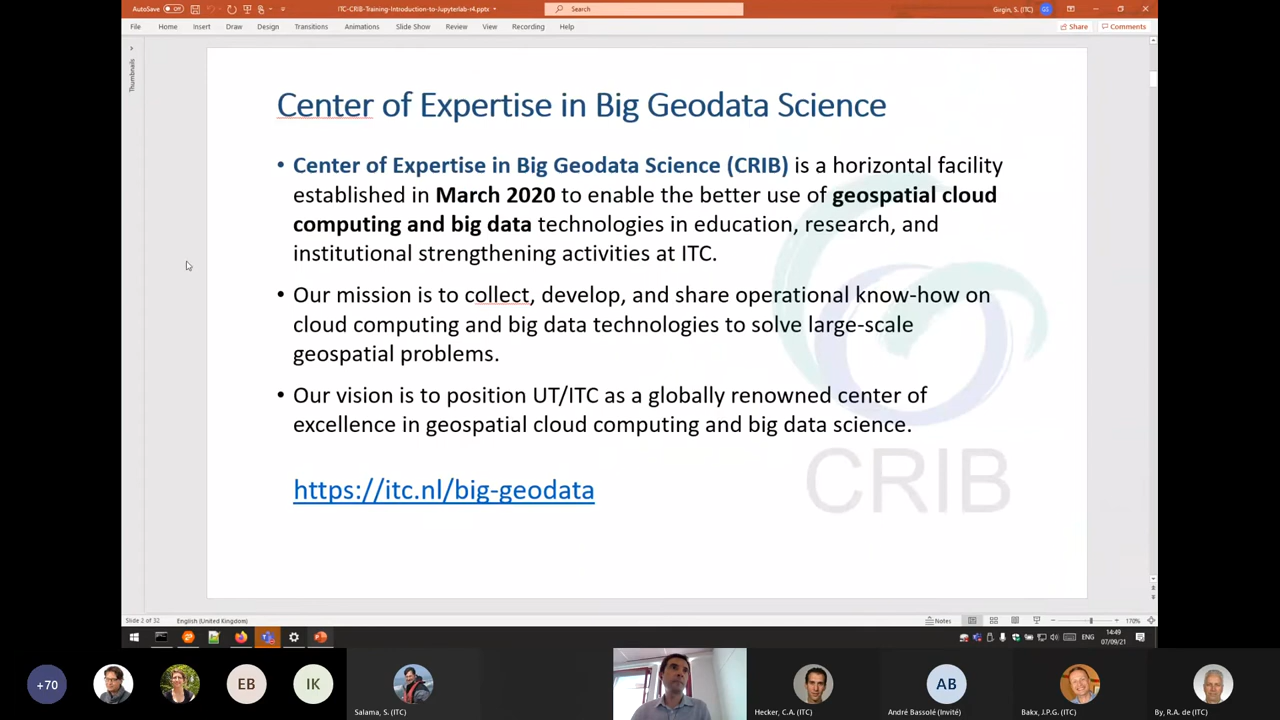 AutoSave Off
ITC-CRIB-Training-Introduction-to-Jupyterlab-r4.pptx
Search
Girgin, S. (ITC)
GS
File Home Insert Draw Design Transitions Animations Slide Show Review View Recording Help
Share Comments
Thumbnails
Center of Expertise in Big Geodata Science
• Center of Expertise in Big Geodata Science (CRIB) is a horizontal facility
established in March 2020 to enable the better use of geospatial cloud
computing and big data technologies in education, research, and
institutional strengthening activities at ITC.
• Our mission is to collect, develop, and share operational know-how on
cloud computing and big data technologies to solve large-scale
geospatial problems.
• Our vision is to position UT/ITC as a globally renowned center of
excellence in geospatial cloud computing and big data science.
https://itc.nl/big-geodata
CRIB
Slide 2 of 32 English (United Kingdom)
Notes
170%
ENG
14:49
07/09/21
+70
EB
IK
AB
Salama, S. (ITC)
Hecker, C.A. (ITC)
André Bassolé (Invité)
Bakx, J.P.G. (ITC)
By, R.A. de (ITC)